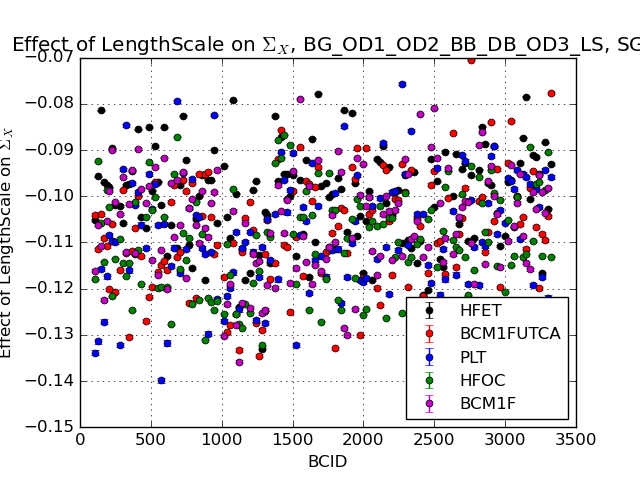 Effect of LengthScale on Σ_X, BG_OD1_OD2_BB_DB_OD3_LS, SG
Effect of LengthScale on Σ_X
−0.07
−0.08
−0.09
−0.10
−0.11
−0.12
−0.13
−0.14
−0.15
HFET
BCM1FUTCA
PLT
HFOC
BCM1F
0 500 1000 1500 2000 2500 3000 3500
BCID